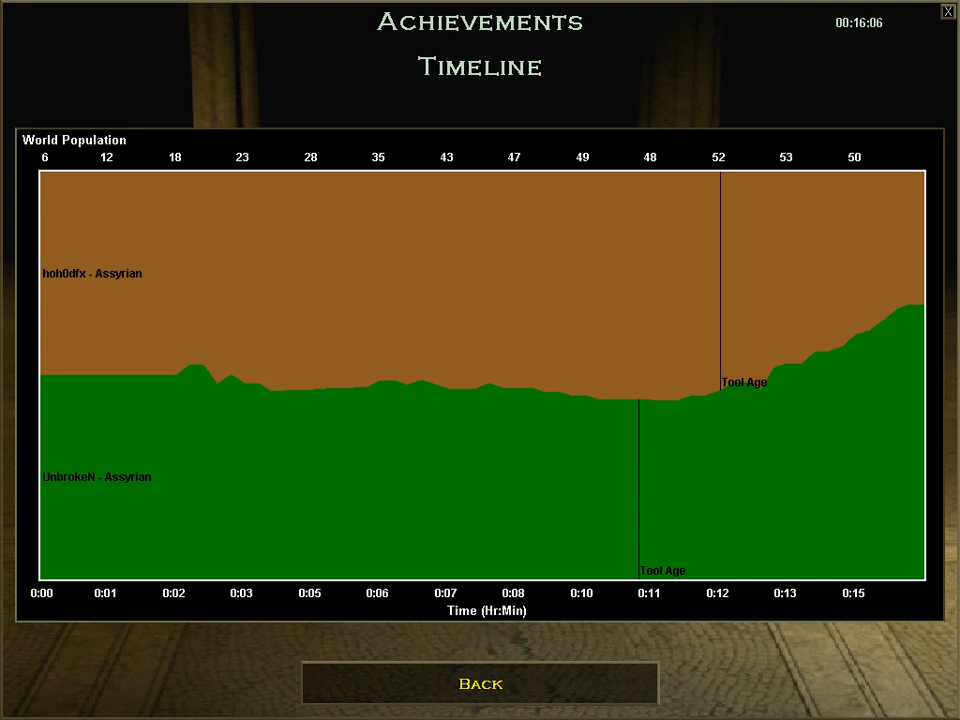 Achievements
00:16:06
X
Timeline
World Population
6 12 18 23 28 35 43 47 49 48 52 53 50
hoh0dfx - Assyrian
Tool Age
UnbrokeN - Assyrian
Tool Age
0:00 0:01 0:02 0:03 0:05 0:06 0:07 0:08 0:10 0:11 0:12 0:13 0:15
Time (Hr:Min)
Back